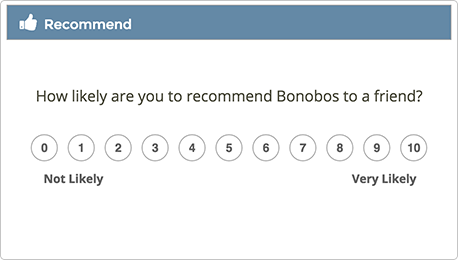 Recommend
How likely are you to recommend Bonobos to a friend?
0 1 2 3 4 5 6 7 8 9 10
Not Likely Very Likely